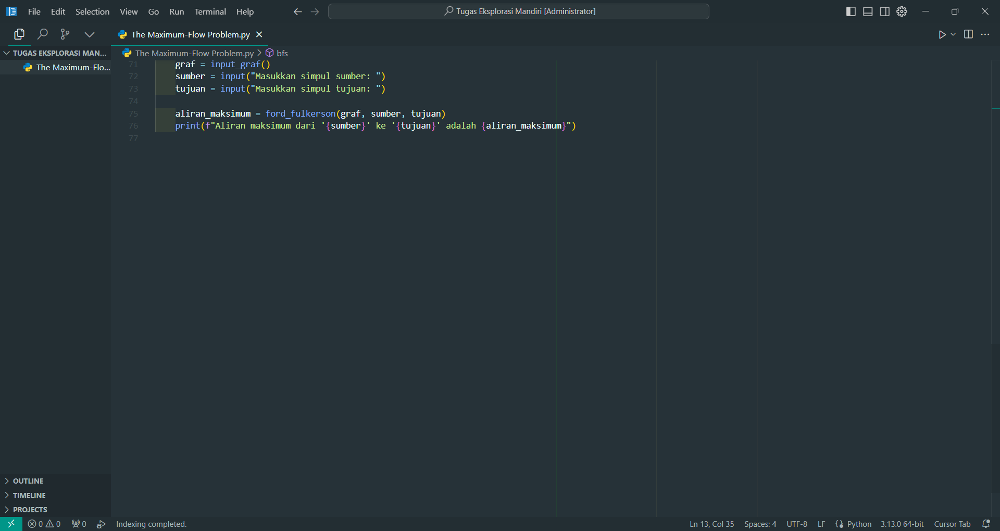 File Edit Selection View Go Run Terminal Help
Tugas Eksplorasi Mandiri [Administrator]
The Maximum-Flow Problem.py
TUGAS EKSPLORASI MAN...
The Maximum-Flo...
The Maximum-Flow Problem.py > bfs
71 graf = input_graf()
72 sumber = input("Masukkan simpul sumber: ")
73 tujuan = input("Masukkan simpul tujuan: ")
74
75 aliran_maksimum = ford_fulkerson(graf, sumber, tujuan)
76 print(f"Aliran maksimum dari '{sumber}' ke '{tujuan}' adalah {aliran_maksimum}")
77
OUTLINE
TIMELINE
PROJECTS
0 0 0 Indexing completed. Ln 13, Col 35 Spaces: 4 UTF-8 LF Python 3.13.0 64-bit Cursor Tab